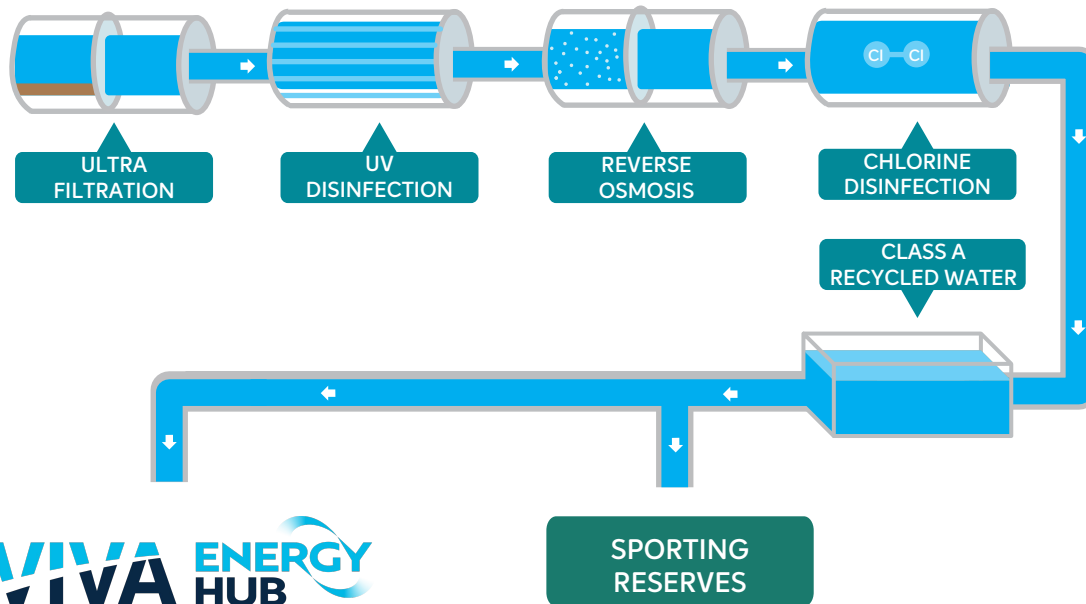 Cl Cl
ULTRA
FILTRATION
UV
DISINFECTION
REVERSE
OSMOSIS
CHLORINE
DISINFECTION
CLASS A
RECYCLED WATER
VIVA ENERGY
HUB
SPORTING
RESERVES